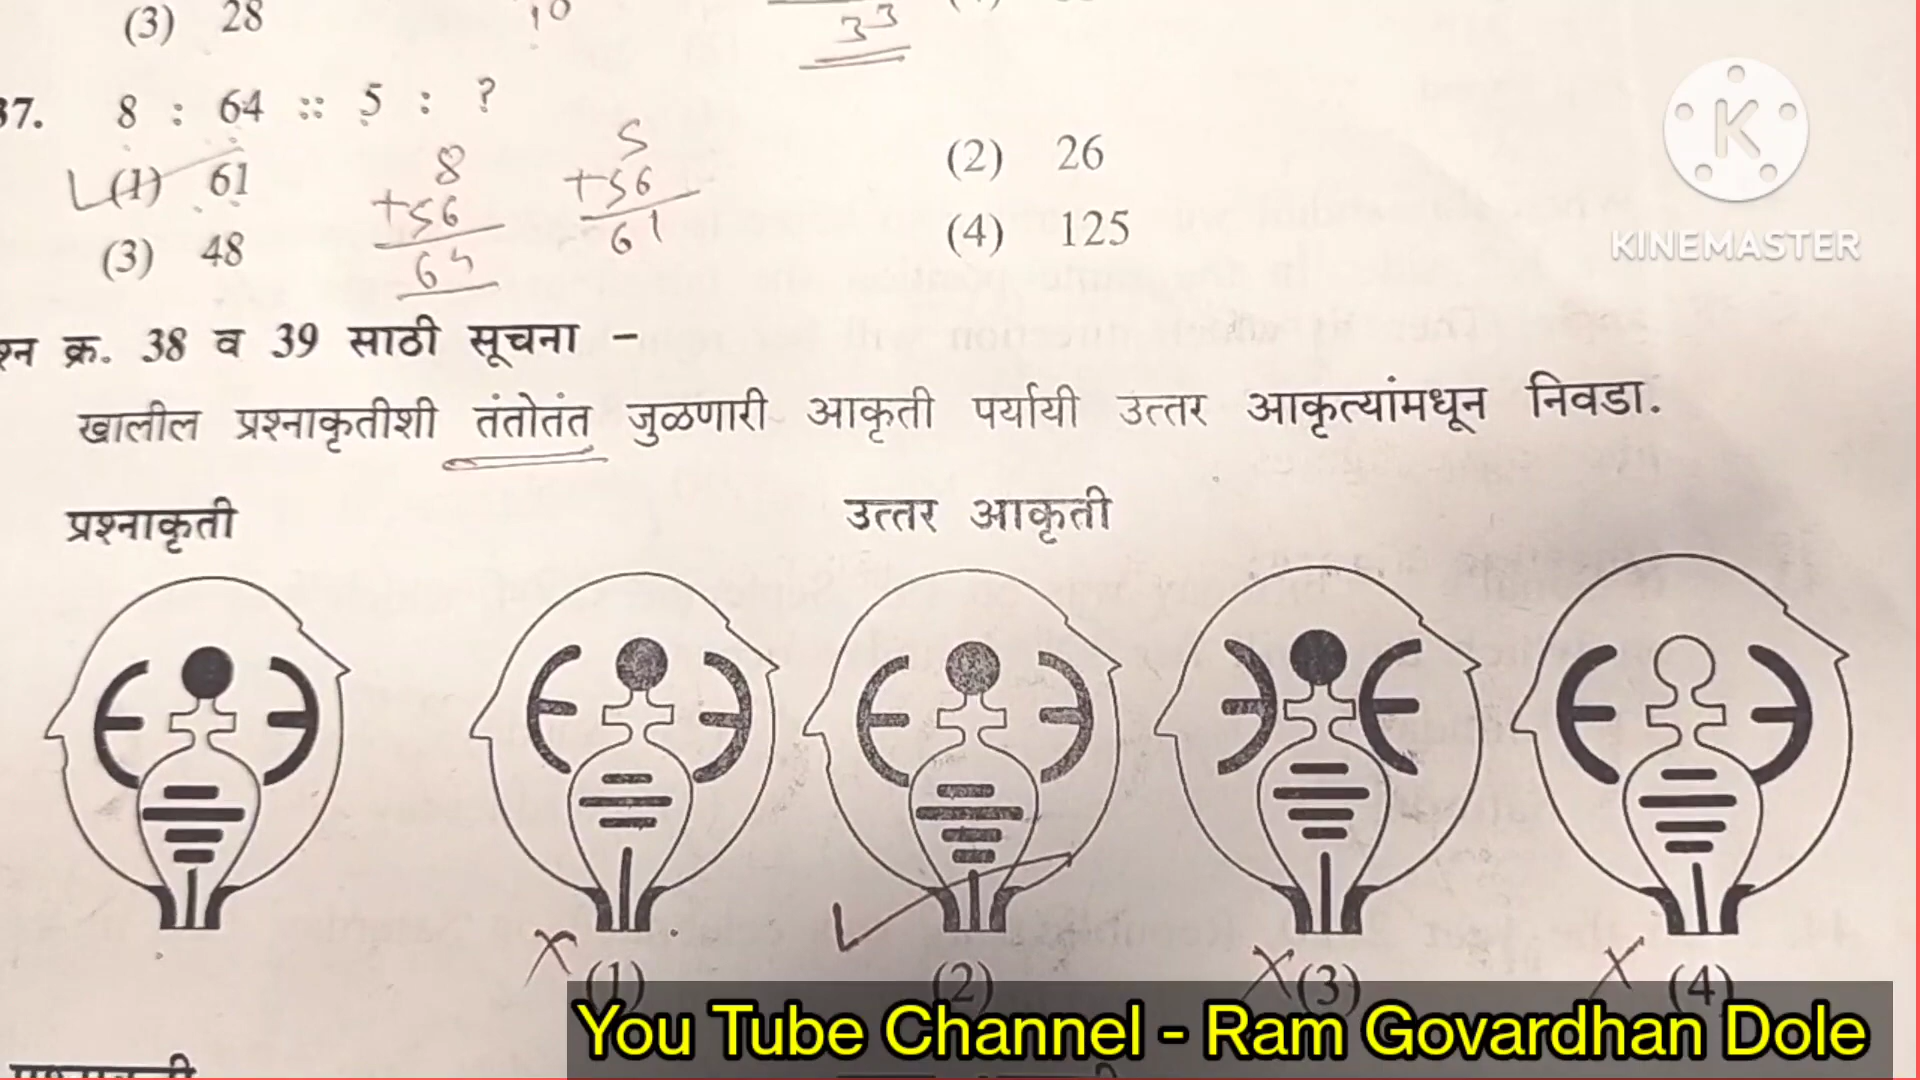 (3) 28
10
33
37. 8 : 64 :: 5 : ?
(1) 61
8
+56
64
5
+56
61
(2) 26
(3) 48
(4) 125
KINEMASTER
क्र. 38 व 39 साठी सूचना –
खालील प्रश्नाकृतीशी तंतोतंत जुळणारी आकृती पर्यायी उत्तर आकृत्यांमधून निवडा.
प्रश्नाकृती
उत्तर आकृती
(1)
(2)
(3)
(4)
You Tube Channel - Ram Govardhan Dole